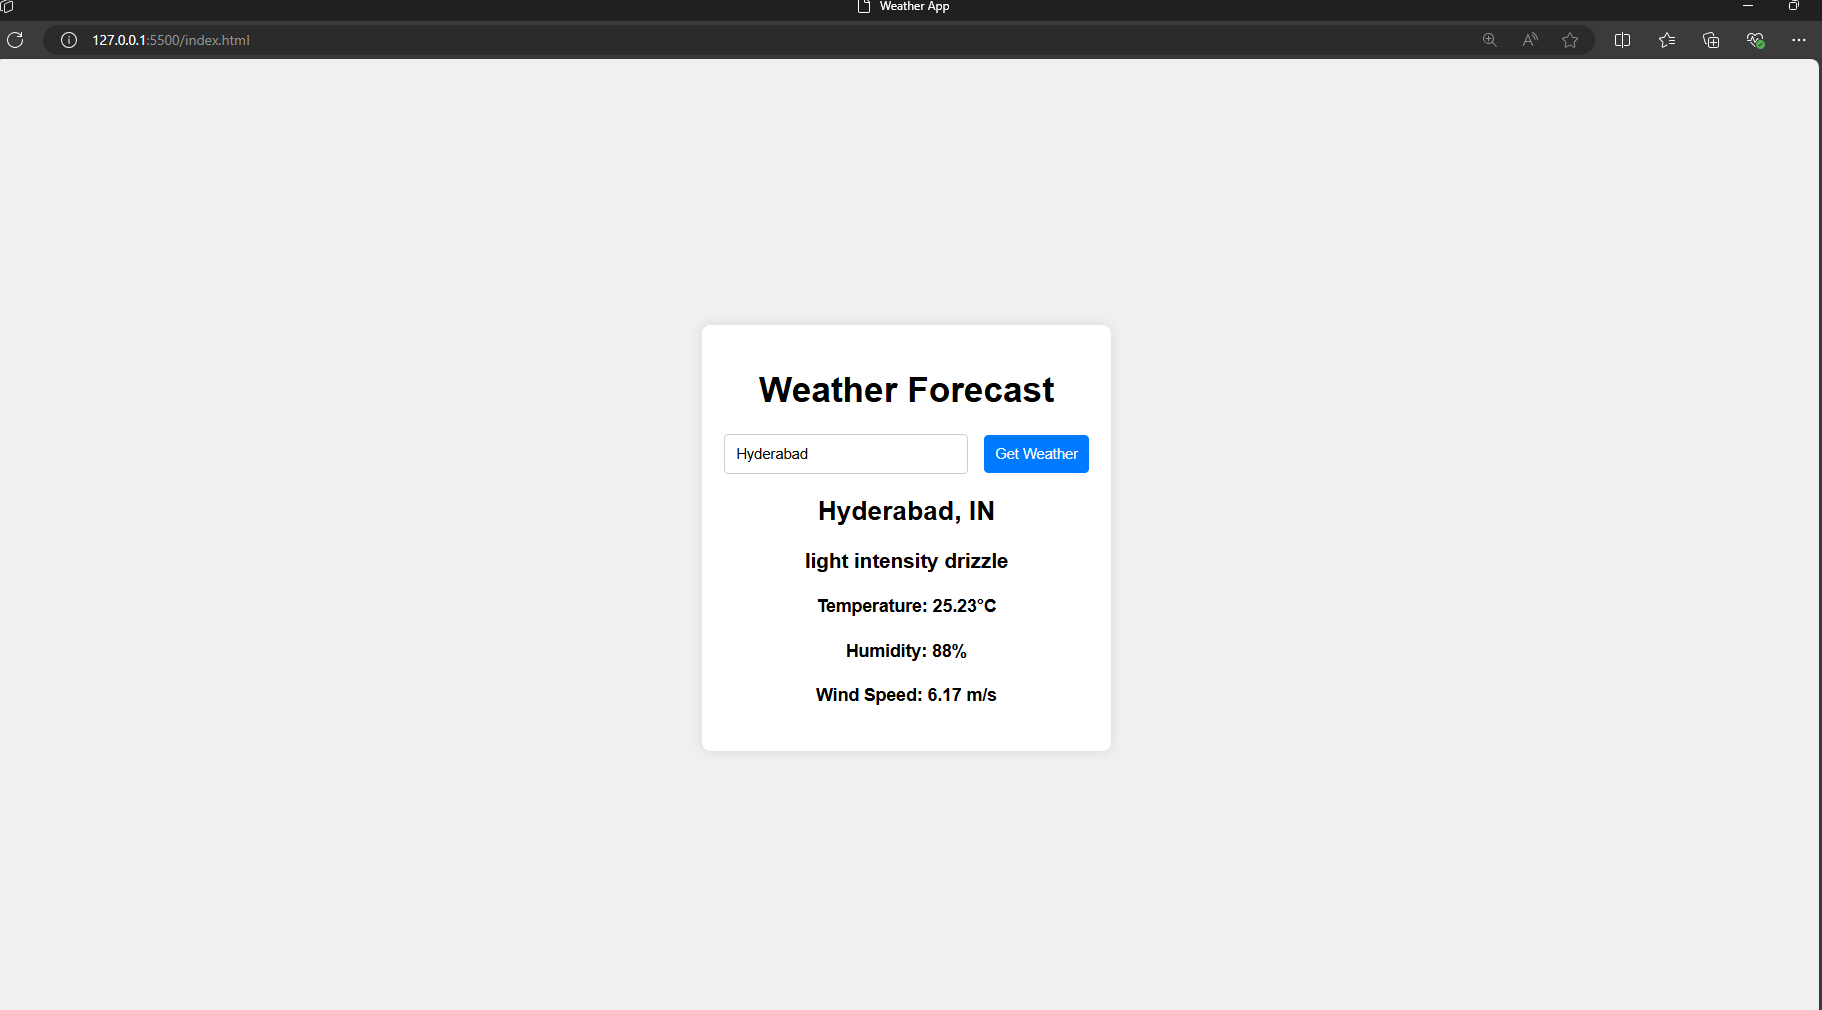 Weather App
127.0.0.1:5500/index.html
Weather Forecast
Hyderabad
Get Weather
Hyderabad, IN
light intensity drizzle
Temperature: 25.23°C
Humidity: 88%
Wind Speed: 6.17 m/s